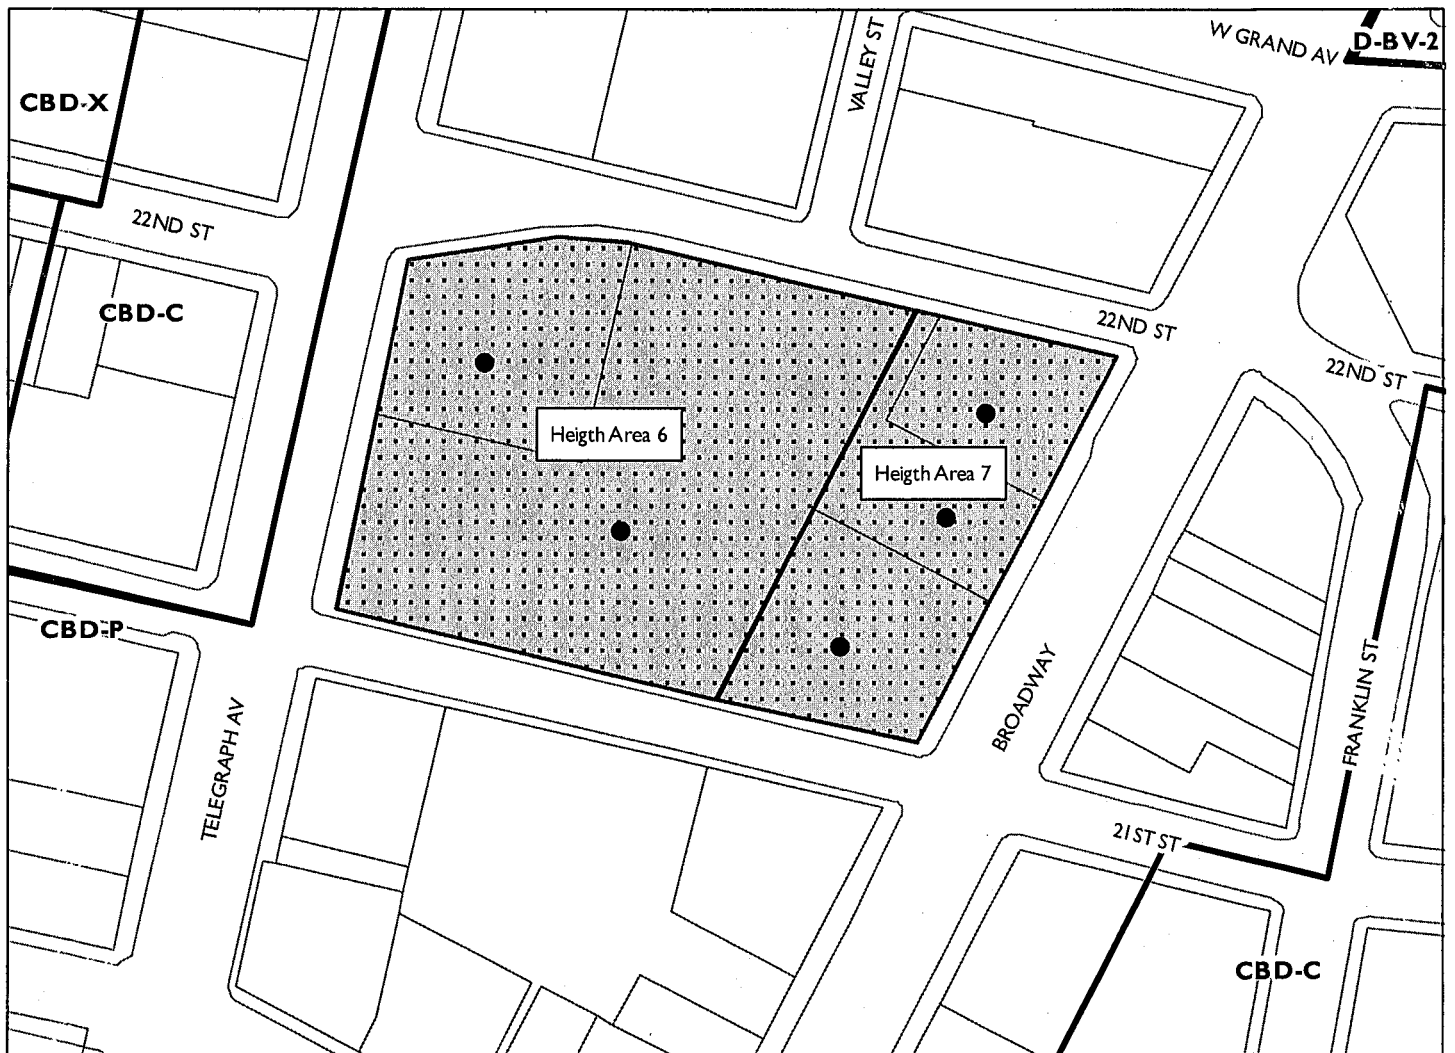 W GRAND AV
D-BV-2
VALLEY ST
CBD-X
22ND ST
CBD-C
22ND ST
22ND ST
Heigth Area 6
Heigth Area 7
CBD-P
TELEGRAPH AV
BROADWAY
FRANKLIN ST
21ST ST
CBD-C